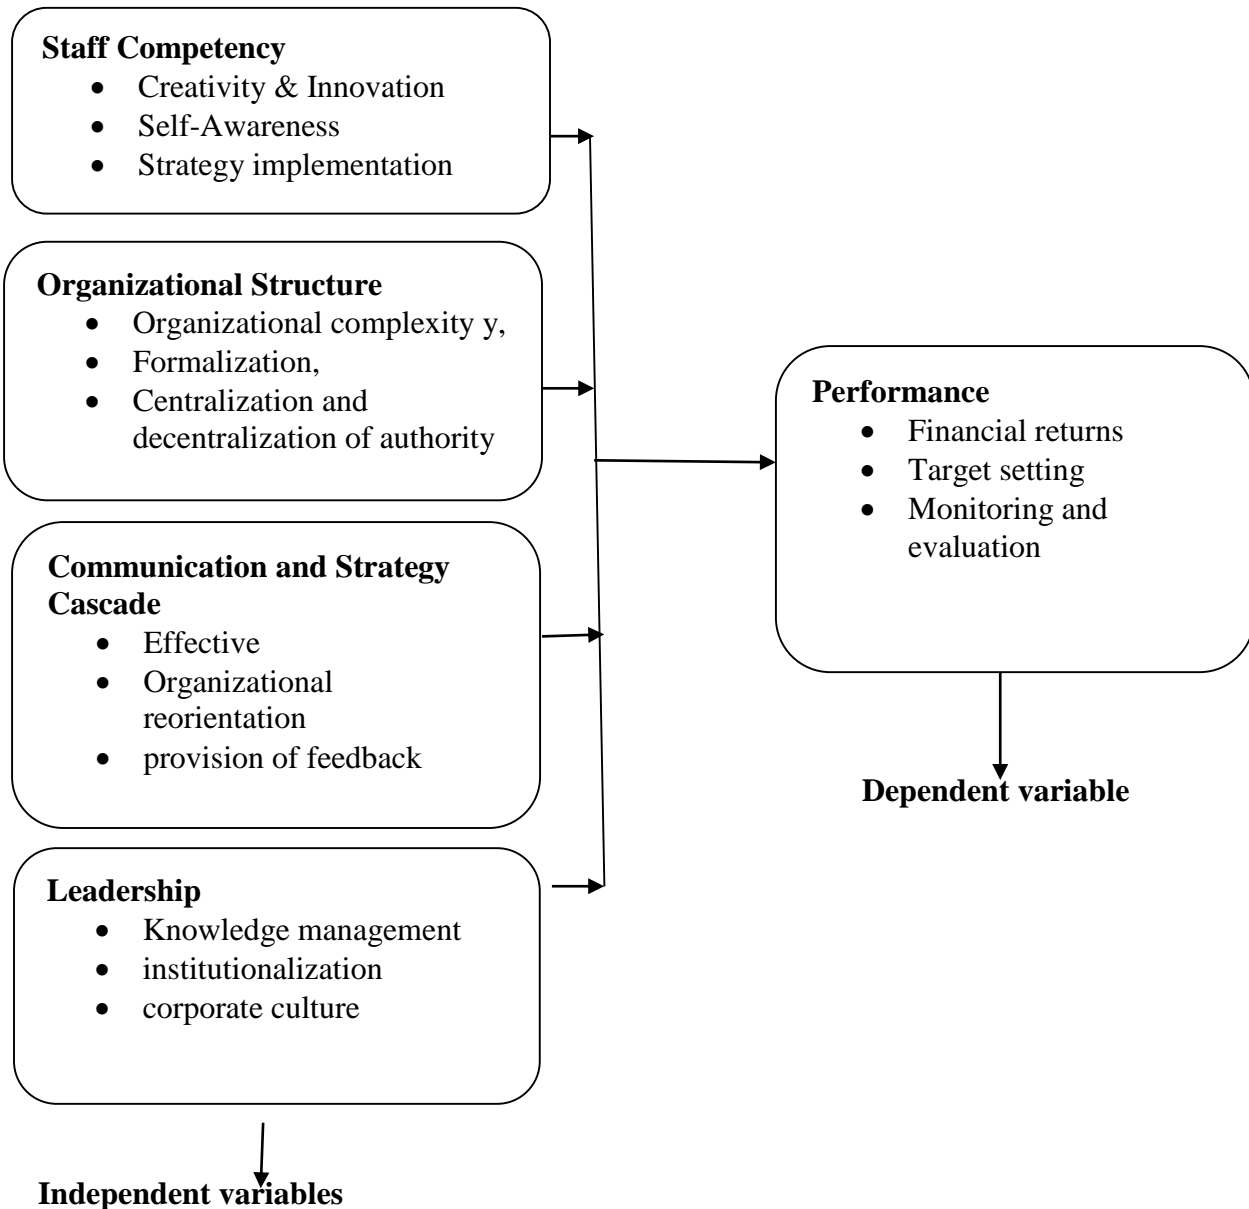 Staff Competency
• Creativity & Innovation
• Self-Awareness
• Strategy implementation
Organizational Structure
• Organizational complexity y,
• Formalization,
• Centralization and
decentralization of authority
Communication and Strategy
Cascade
• Effective
• Organizational
reorientation
• provision of feedback
Leadership
• Knowledge management
• institutionalization
• corporate culture
Independent variables
Performance
• Financial returns
• Target setting
• Monitoring and
evaluation
Dependent variable